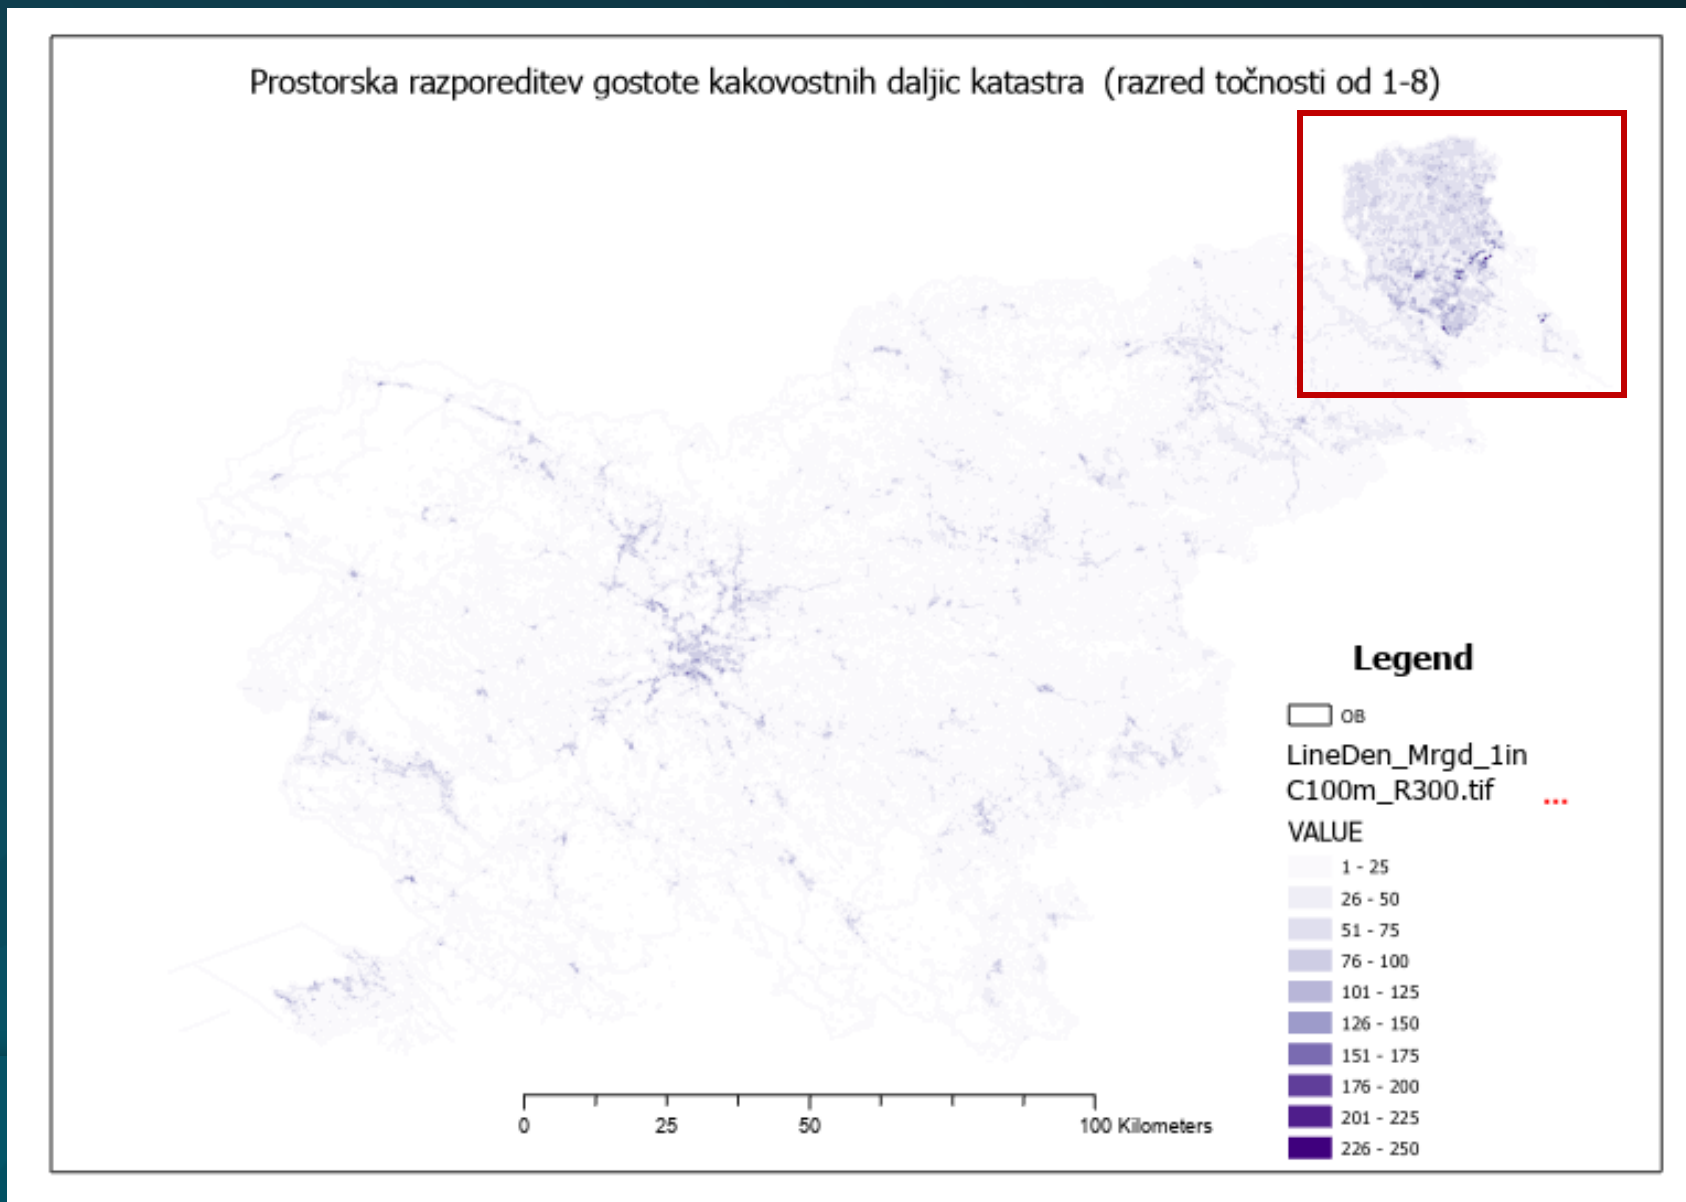 Prostorska razporeditev gostote kakovostnih daljic katastra (razred točnosti od 1-8)
Legend
OB
LineDen_Mrgd_1in
C100m_R300.tif ...
VALUE
1 - 25
26 - 50
51 - 75
76 - 100
101 - 125
126 - 150
151 - 175
176 - 200
201 - 225
226 - 250
0 25 50 100 Kilometers